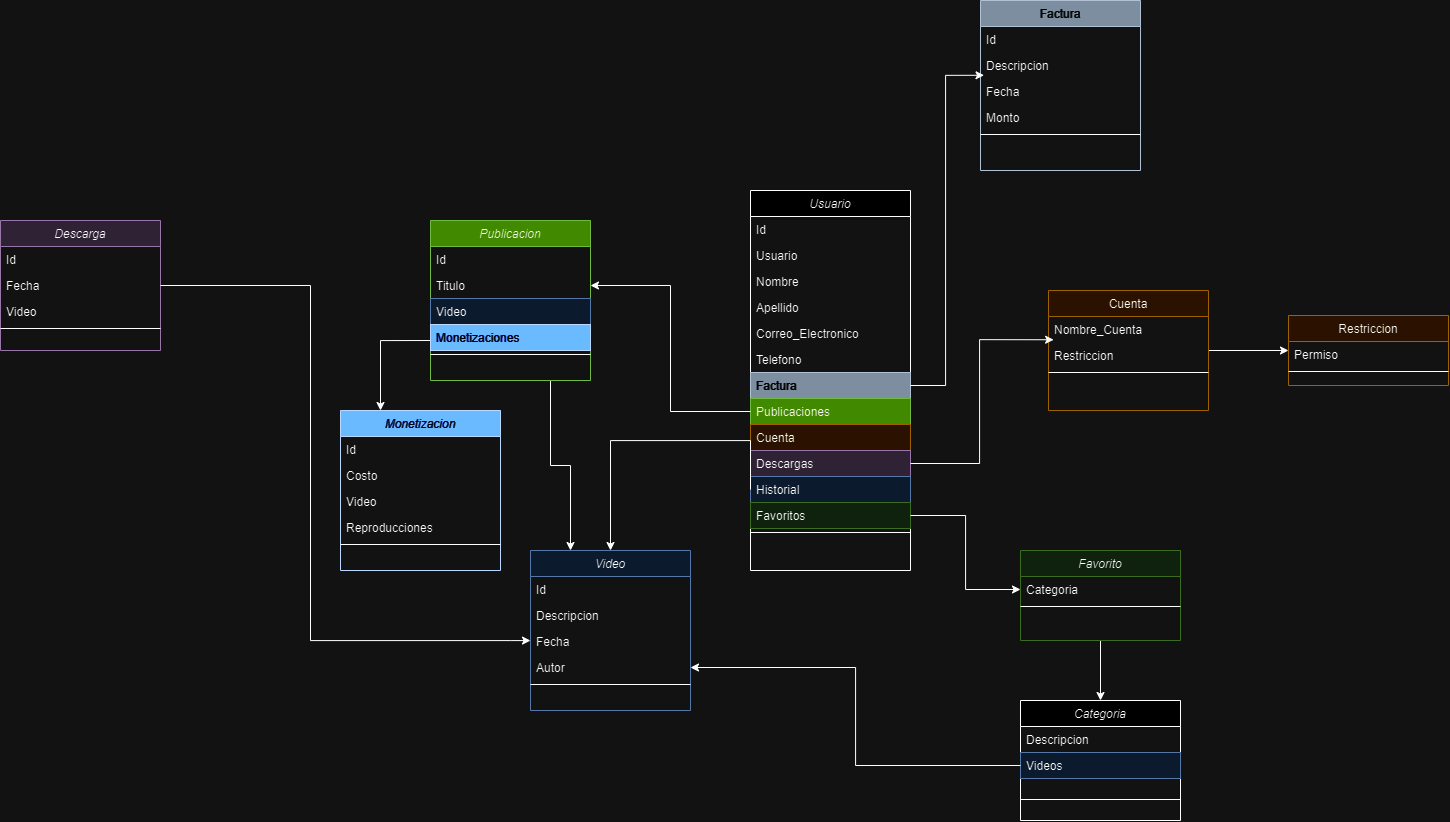 Factura
Id
Descripcion
Fecha
Monto
Usuario
Id
Usuario
Nombre
Apellido
Correo_Electronico
Telefono
Factura
Publicaciones
Cuenta
Descargas
Historial
Favoritos
Descarga
Id
Fecha
Video
Publicacion
Id
Titulo
Video
Monetizaciones
Cuenta
Nombre_Cuenta
Restriccion
Restriccion
Permiso
Monetizacion
Id
Costo
Video
Reproducciones
Video
Id
Descripcion
Fecha
Autor
Favorito
Categoria
Categoria
Descripcion
Videos